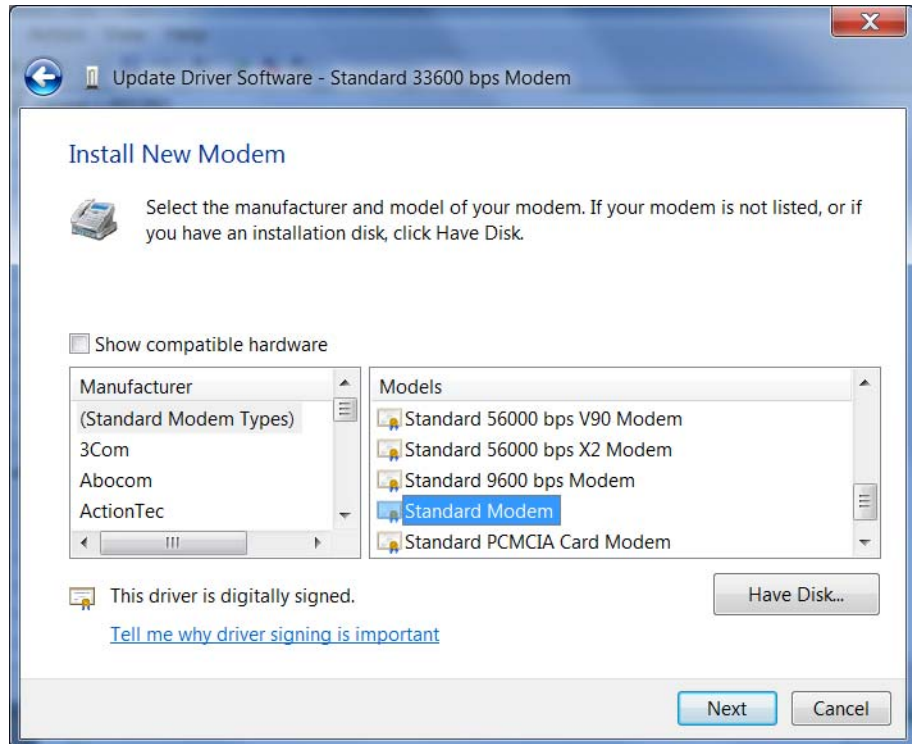 Update Driver Software - Standard 33600 bps Modem
Install New Modem
Select the manufacturer and model of your modem. If your modem is not listed, or if
you have an installation disk, click Have Disk.
Show compatible hardware
Manufacturer
(Standard Modem Types)
3Com
Abocom
ActionTec
Models
Standard 56000 bps V90 Modem
Standard 56000 bps X2 Modem
Standard 9600 bps Modem
Standard Modem
Standard PCMCIA Card Modem
This driver is digitally signed.
Have Disk...
Tell me why driver signing is important
Next
Cancel